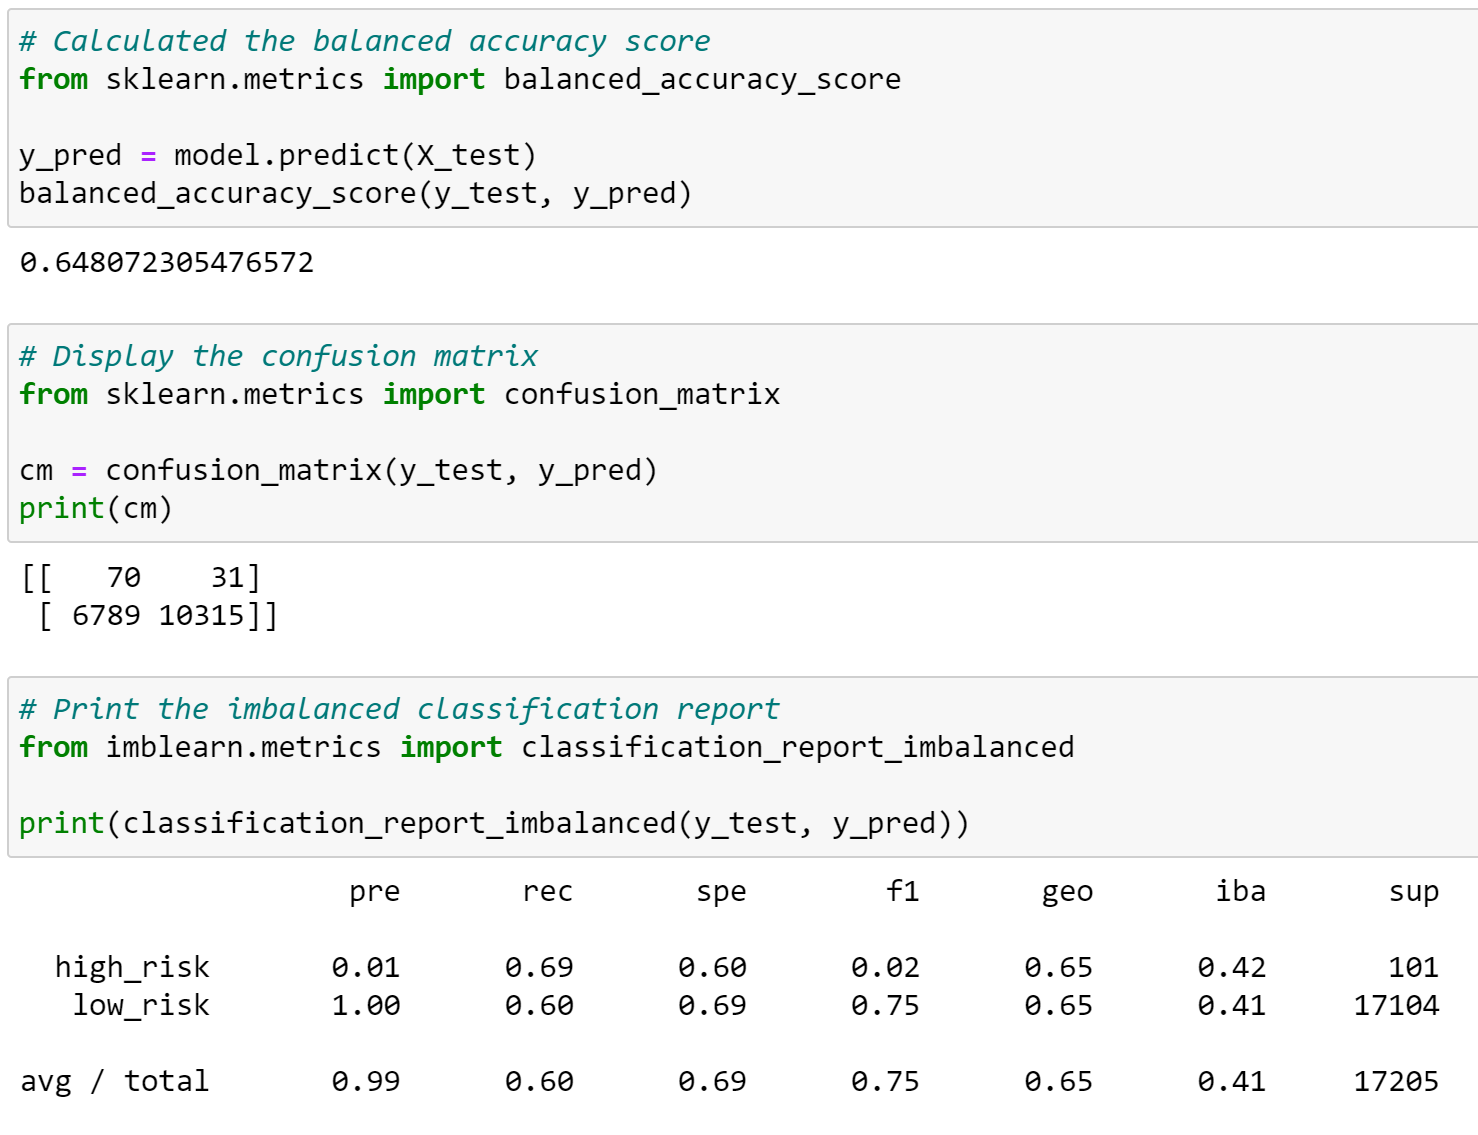 # Calculated the balanced accuracy score
from sklearn.metrics import balanced_accuracy_score
y_pred = model.predict(X_test)
balanced_accuracy_score(y_test, y_pred)
0.648072305476572
# Display the confusion matrix
from sklearn.metrics import confusion_matrix
cm = confusion_matrix(y_test, y_pred)
print(cm)
[[   70    31]
 [ 6789 10315]]
# Print the imbalanced classification report
from imblearn.metrics import classification_report_imbalanced
print(classification_report_imbalanced(y_test, y_pred))
                   pre       rec       spe        f1       geo       iba       sup
  high_risk       0.01      0.69      0.60      0.02      0.65      0.42       101
   low_risk       1.00      0.60      0.69      0.75      0.65      0.41     17104
avg / total       0.99      0.60      0.69      0.75      0.65      0.41     17205